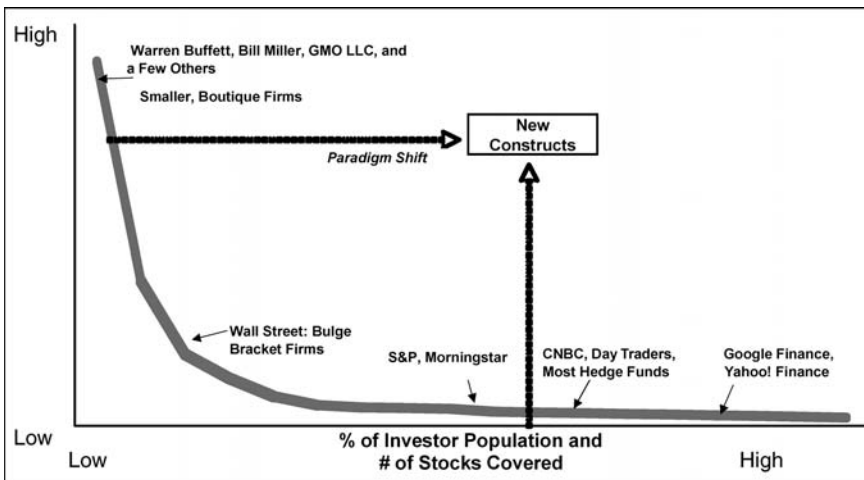 High
Warren Buffett, Bill Miller, GMO LLC, and
a Few Others
Smaller, Boutique Firms
New
Constructs
Paradigm Shift
Wall Street: Bulge
Bracket Firms
S&P, Morningstar
CNBC, Day Traders,
Most Hedge Funds
Google Finance,
Yahoo! Finance
Low
Low
% of Investor Population and
# of Stocks Covered
High